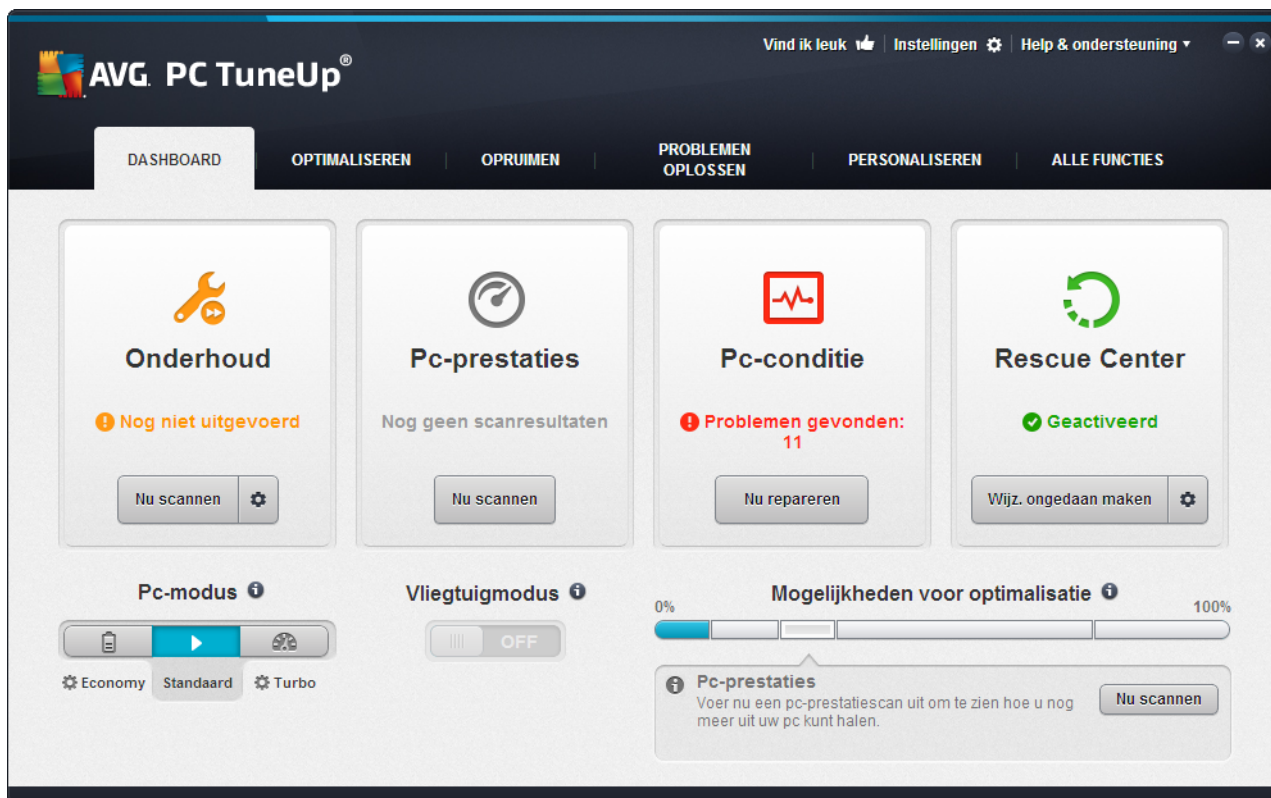 Vind ik leuk
Instellingen
Help & ondersteuning
AVG. PC TuneUp®
DASHBOARD
OPTIMALISEREN
OPRUIMEN
PROBLEMEN
OPLOSSEN
PERSONALISEREN
ALLE FUNCTIES
Onderhoud
Nog niet uitgevoerd
Nu scannen
Pc-prestaties
Nog geen scanresultaten
Nu scannen
Pc-conditie
Problemen gevonden:
11
Nu repareren
Rescue Center
Geactiveerd
Wijz. ongedaan maken
Pc-modus
Economy
Standaard
Turbo
Vliegtuigmodus
OFF
Mogelijkheden voor optimalisatie
0%
100%
Pc-prestaties
Voer nu een pc-prestatiescan uit om te zien hoe u nog
meer uit uw pc kunt halen.
Nu scannen